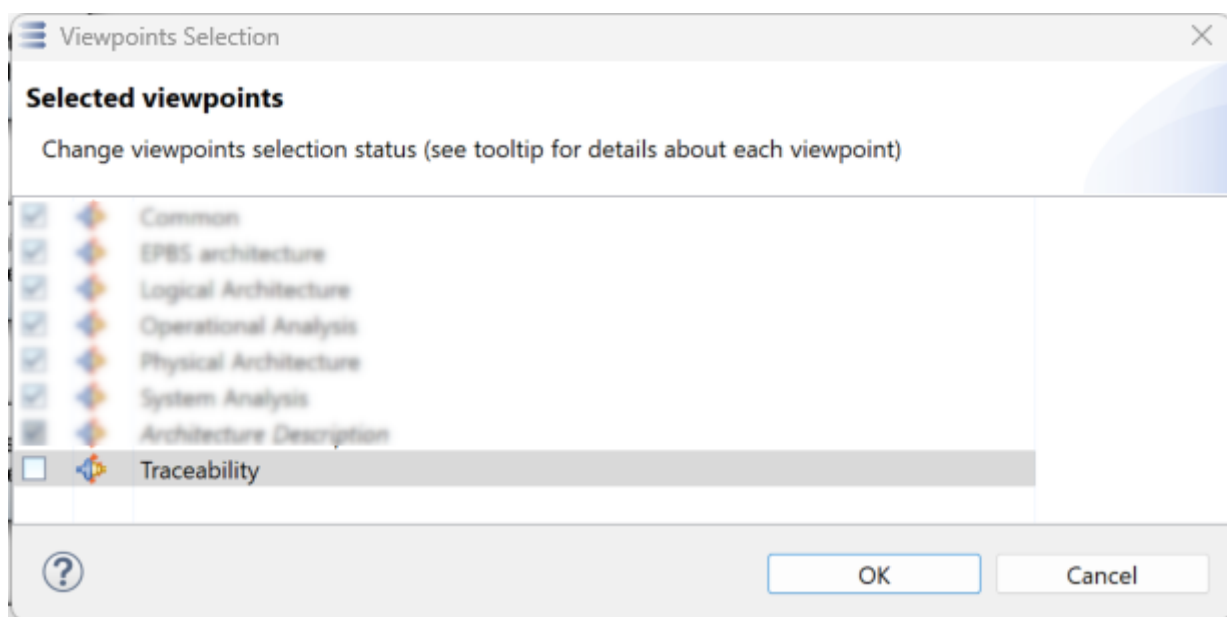 Viewpoints Selection
Selected viewpoints
Change viewpoints selection status (see tooltip for details about each viewpoint)
Common
EPBS architecture
Logical Architecture
Operational Analysis
Physical Architecture
System Analysis
Architecture Description
Traceability
?
OK
Cancel